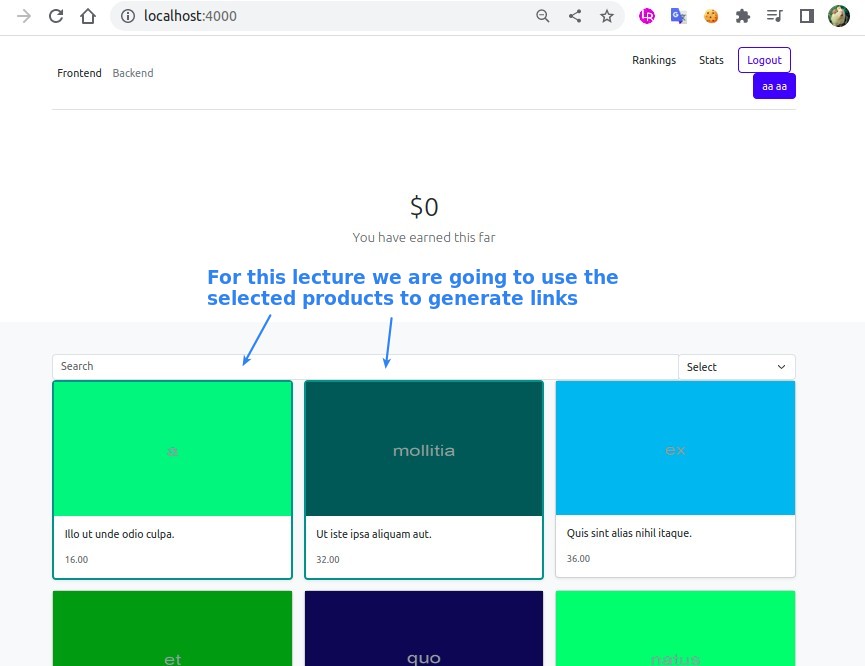 localhost:4000
Rankings Stats Logout
Frontend Backend
aa aa
$0
You have earned this far
For this lecture we are going to use the
selected products to generate links
Search Select
a mollitia ex
Illo ut unde odio culpa. Ut iste ipsa aliquam aut. Quis sint alias nihil itaque.
16.00 32.00 36.00
et quo natus